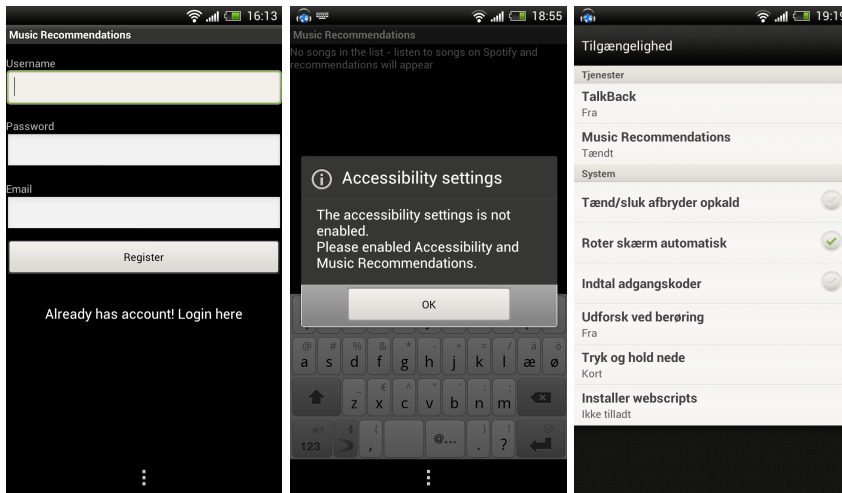 16:13
Music Recommendations
Username
Password
Email
Register
Already has account! Login here
18:55
Music Recommendations
No songs in the list - listen to songs on Spotify and
recommendations will appear
Accessibility settings
The accessibility settings is not
enabled.
Please enabled Accessibility and
Music Recommendations.
OK
@ # % & * - + = / å ö
a s d f g h j k l æ ø
_ € ^ " ' : ;
z x c v b n m
#!? ( ) !
123 , @... . ?
19:19
Tilgængelighed
Tjenester
TalkBack
Fra
Music Recommendations
Tændt
System
Tænd/sluk afbryder opkald
Roter skærm automatisk
Indtal adgangskoder
Udforsk ved berøring
Fra
Tryk og hold nede
Kort
Installer webscripts
Ikke tilladt